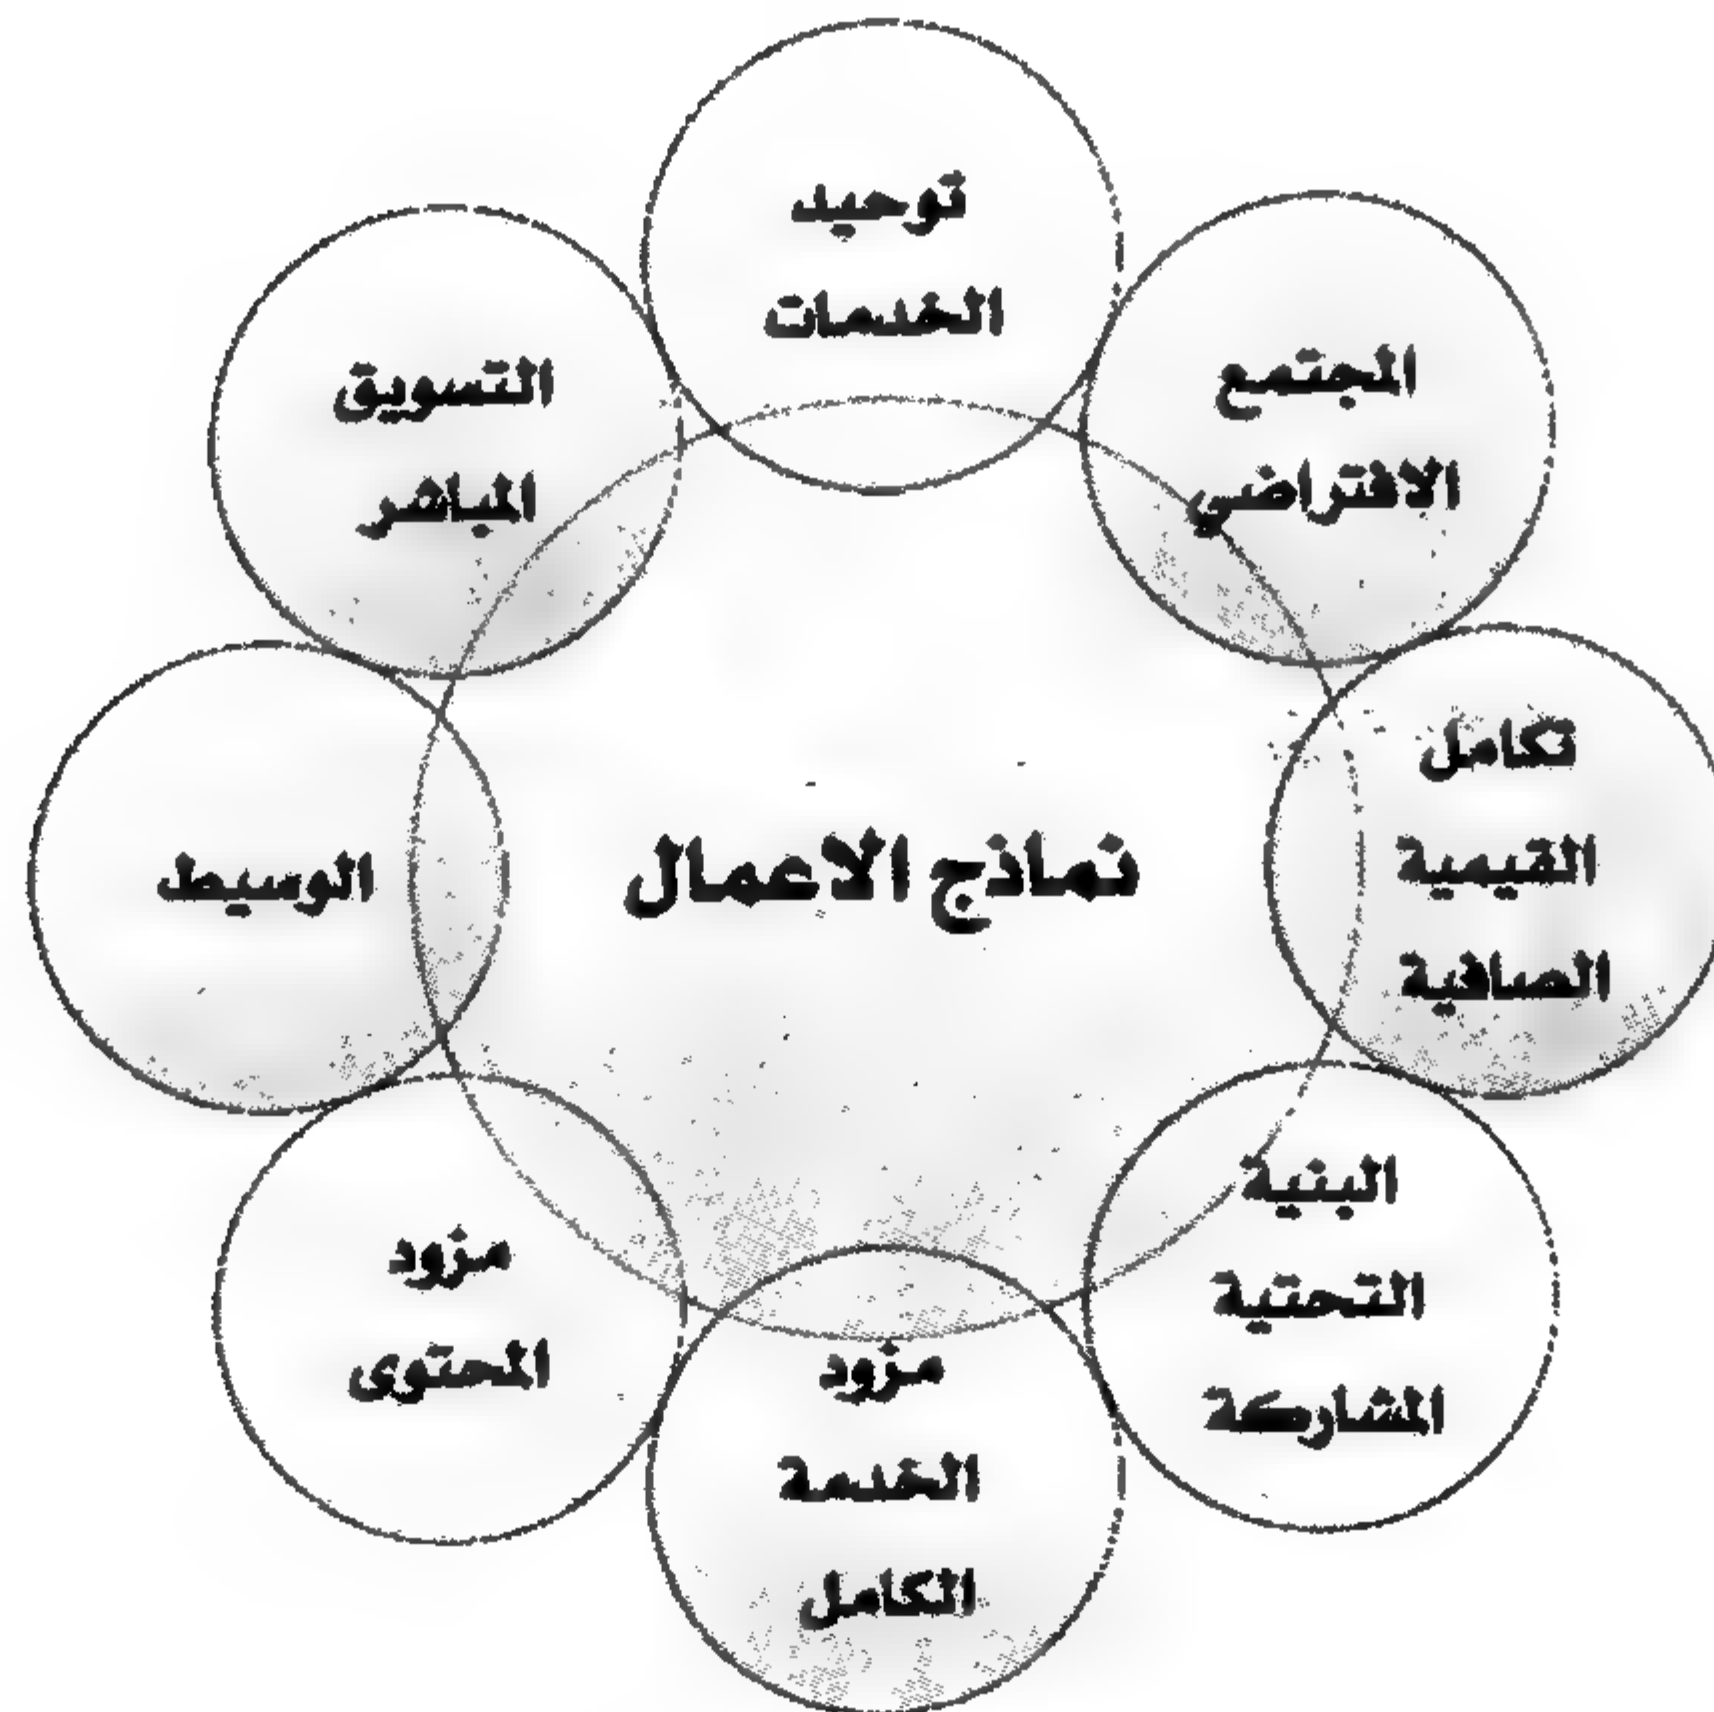 توحيد
الخدمات
المجتمع
الافتراضي
تكامل
القيمية
الصافية
البنية
التحتية
المشاركة
مزود
الخدمة
الكامل
مزود
المحتوى
الوسيط
التسويق
المباشر
نماذج الاعمال